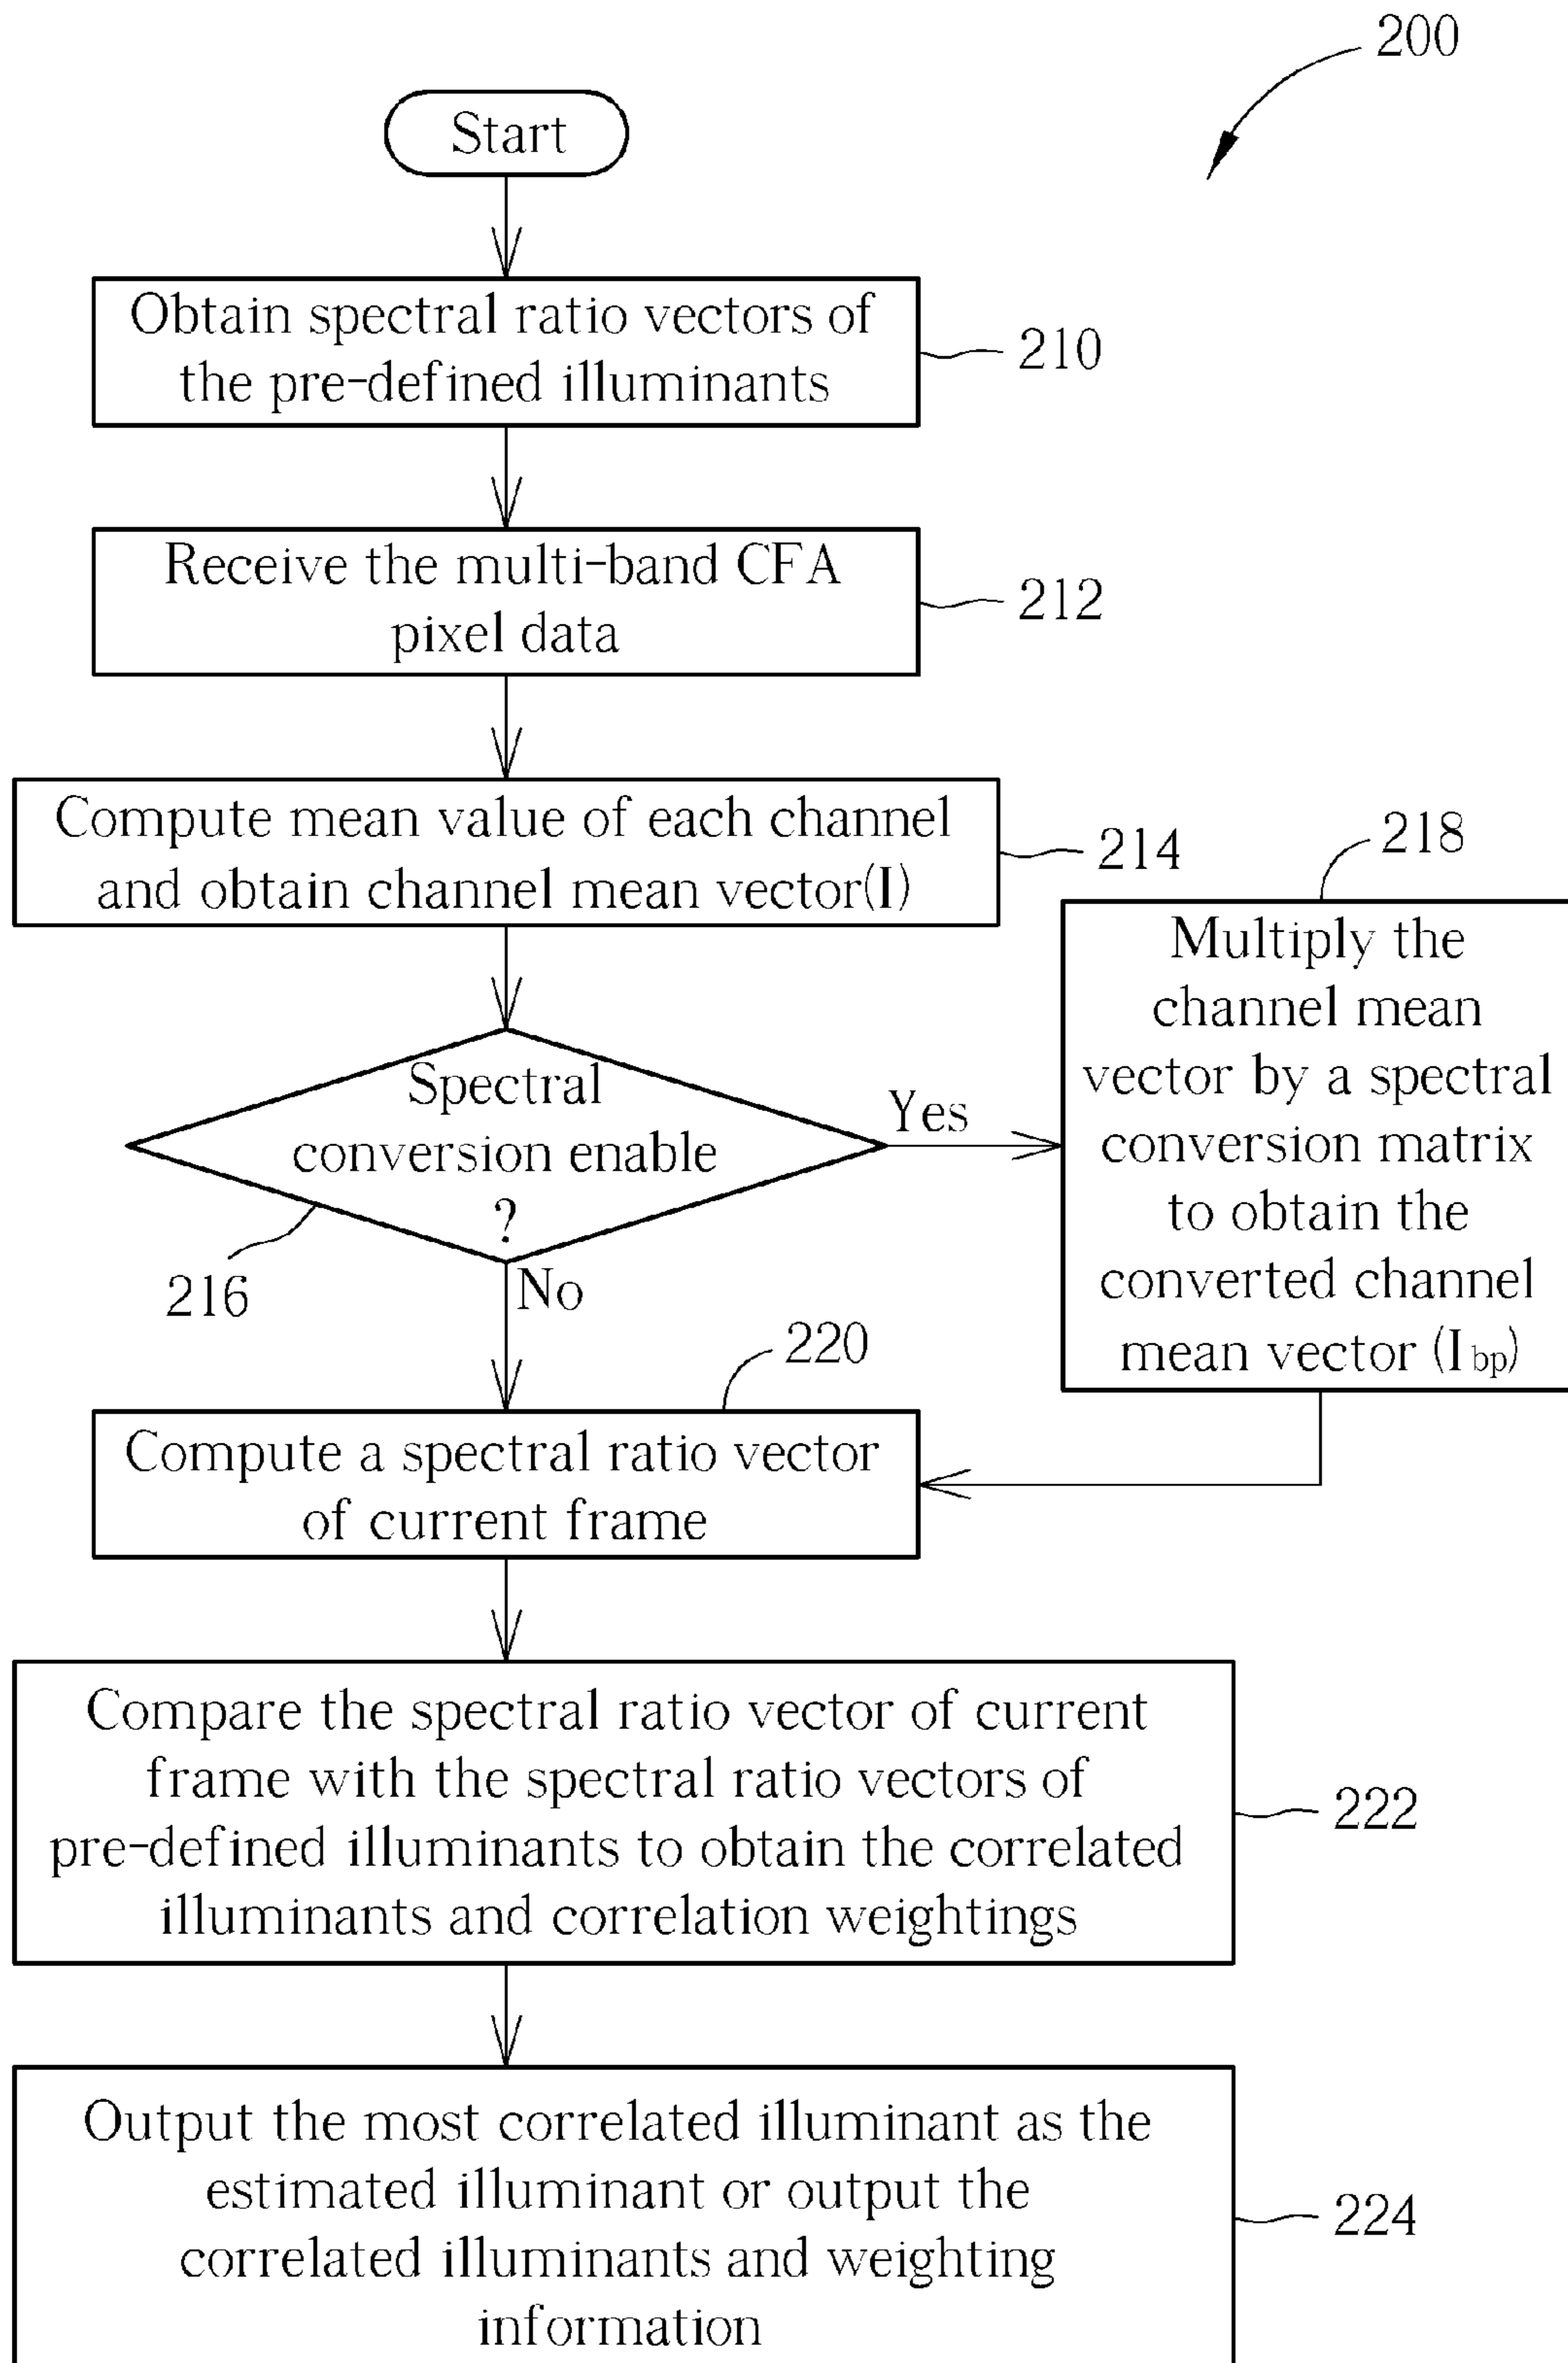 200
Start
Obtain spectral ratio vectors of
the pre-defined illuminants
210
Receive the multi-band CFA
pixel data
212
Compute mean value of each channel
and obtain channel mean vector(I)
214
218
Multiply the
channel mean
vector by a spectral
conversion matrix
to obtain the
converted channel
mean vector (Ibp)
Spectral
conversion enable
?
Yes
216
No
220
Compute a spectral ratio vector
of current frame
Compare the spectral ratio vector of current
frame with the spectral ratio vectors of
pre-defined illuminants to obtain the correlated
illuminants and correlation weightings
222
Output the most correlated illuminant as the
estimated illuminant or output the
correlated illuminants and weighting
information
224